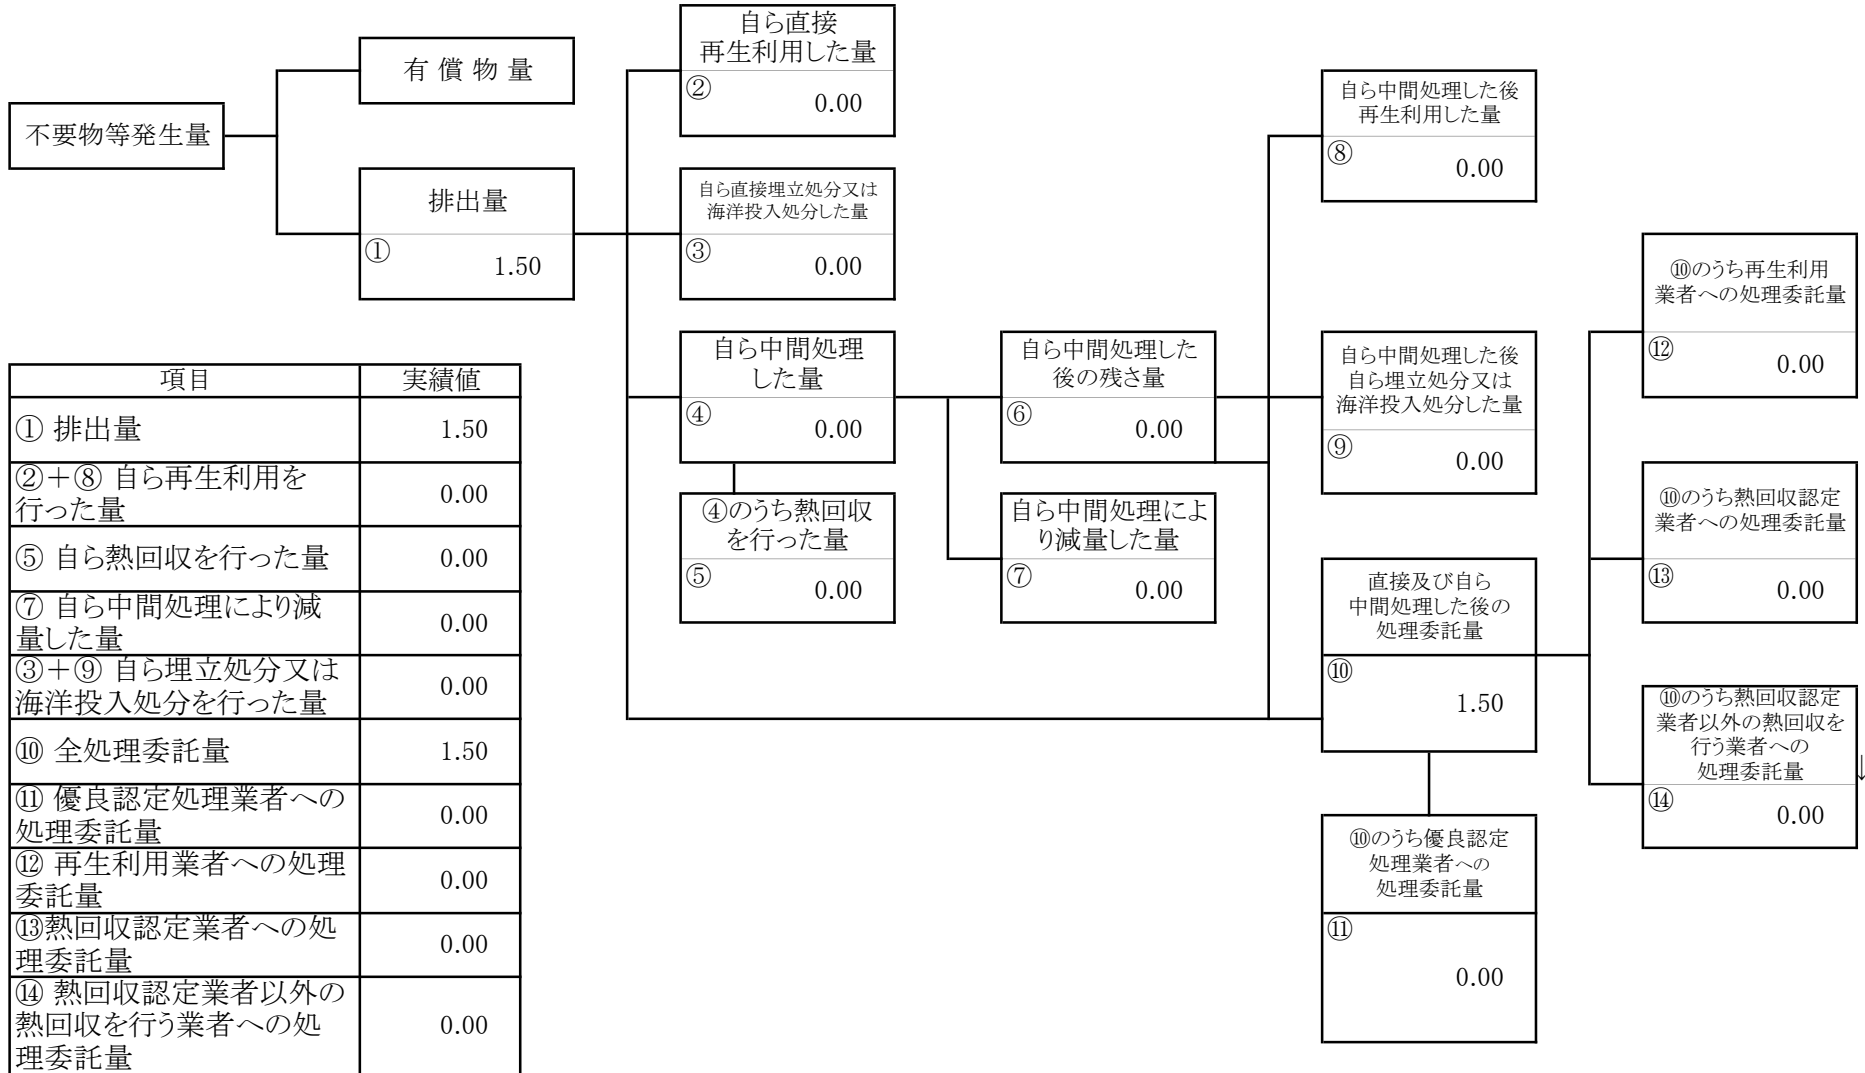 不要物等発生量
有 償 物 量
排出量
① 1.50
自ら直接
再生利用した量
② 0.00
自ら直接埋立処分又は
海洋投入処分した量
③ 0.00
自ら中間処理
した量
④ 0.00
④のうち熱回収
を行った量
⑤ 0.00
自ら中間処理した
後の残さ量
⑥ 0.00
自ら中間処理によ
り減量した量
⑦ 0.00
自ら中間処理した後
再生利用した量
⑧ 0.00
自ら中間処理した後
自ら埋立処分又は
海洋投入処分した量
⑨ 0.00
直接及び自ら
中間処理した後の
処理委託量
⑩ 1.50
⑩のうち優良認定
処理業者への
処理委託量
⑪ 0.00
⑩のうち再生利用
業者への処理委託量
⑫ 0.00
⑩のうち熱回収認定
業者への処理委託量
⑬ 0.00
⑩のうち熱回収認定
業者以外の熱回収を
行う業者への
処理委託量 ↓
⑭ 0.00
項目 実績値
① 排出量 1.50
②＋⑧ 自ら再生利用を
行った量 0.00
⑤ 自ら熱回収を行った量 0.00
⑦ 自ら中間処理により減
量した量 0.00
③＋⑨ 自ら埋立処分又は
海洋投入処分を行った量 0.00
⑩ 全処理委託量 1.50
⑪ 優良認定処理業者への
処理委託量 0.00
⑫ 再生利用業者への処理
委託量 0.00
⑬熱回収認定業者への処
理委託量 0.00
⑭ 熱回収認定業者以外の
熱回収を行う業者への処
理委託量 0.00